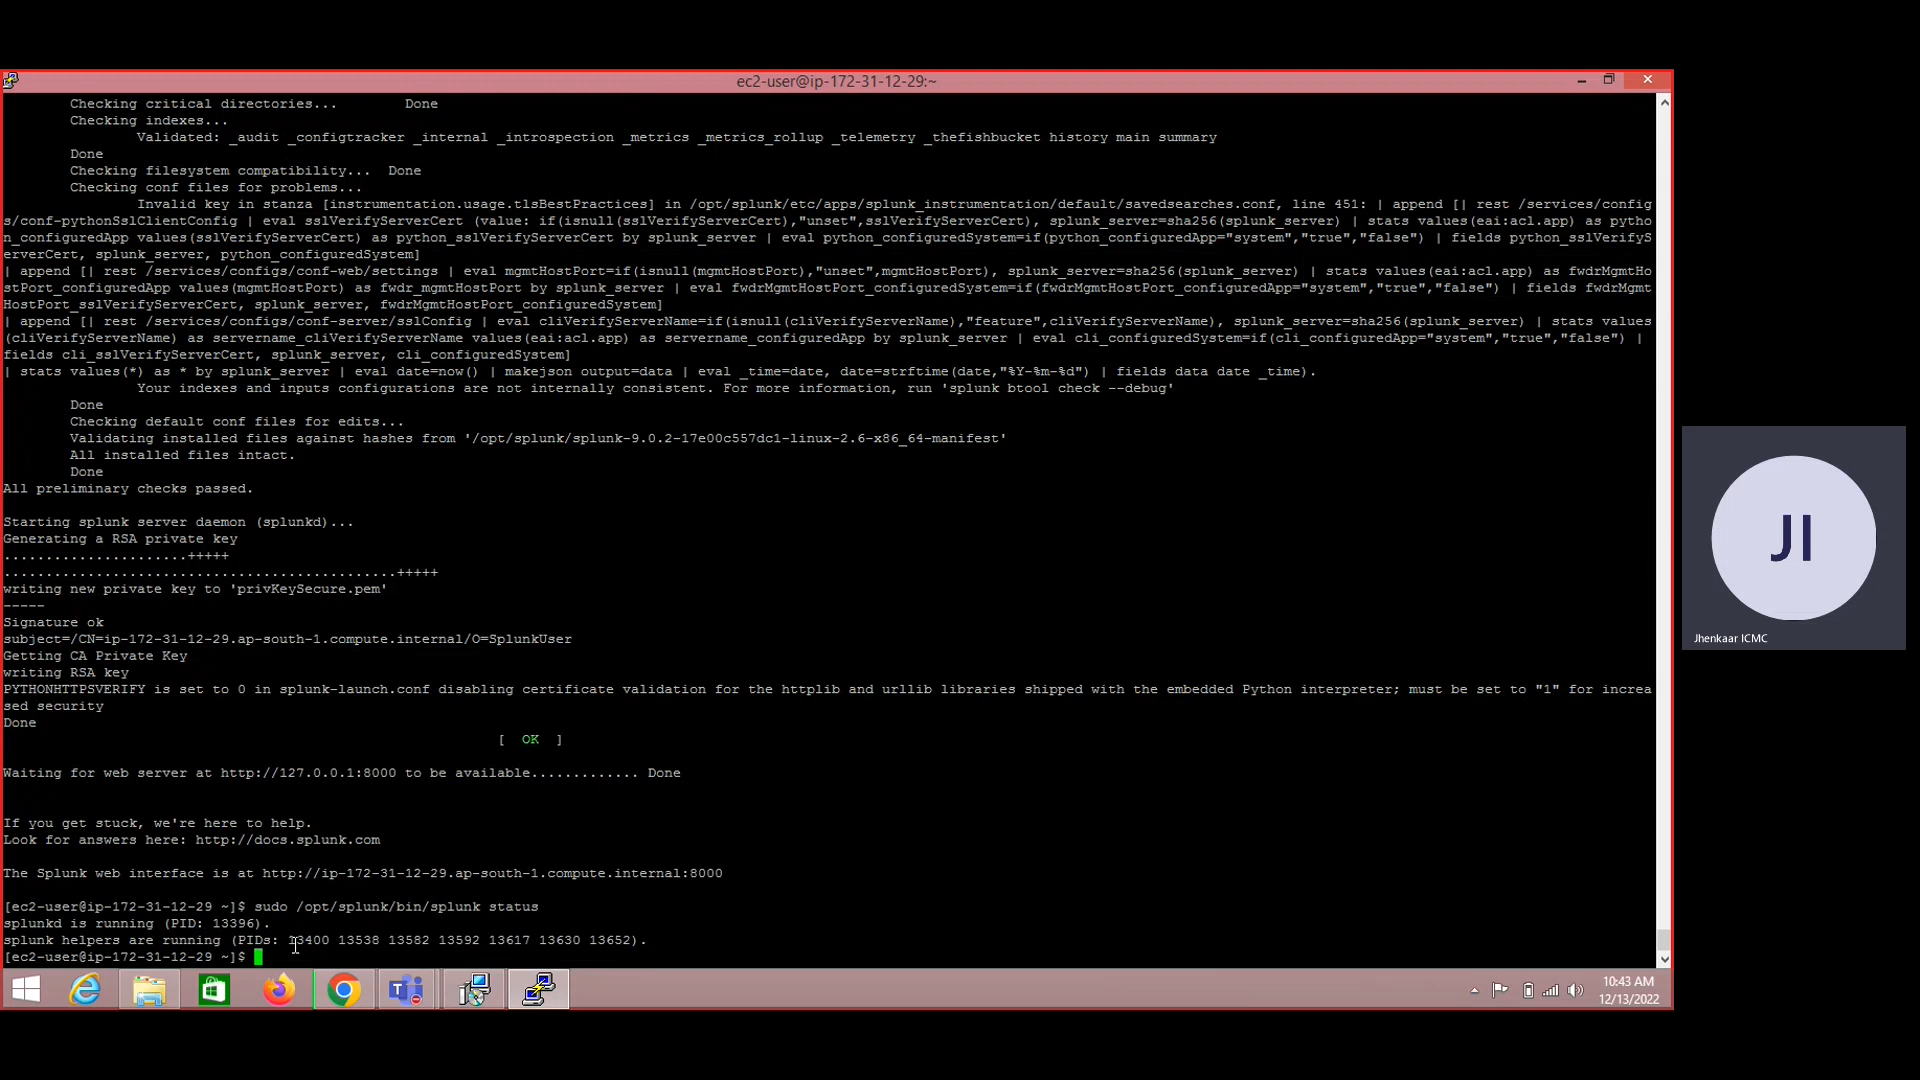 ec2-user@ip-172-31-12-29:~
Checking critical directories... Done
Checking indexes...
Validated: _audit _configtracker _internal _introspection _metrics _metrics_rollup _telemetry _thefishbucket history main summary
Done
Checking filesystem compatibility... Done
Checking conf files for problems...
Invalid key in stanza [instrumentation.usage.tlsBestPractices] in /opt/splunk/etc/apps/splunk_instrumentation/default/savedsearches.conf, line 451: | append [| rest /services/config
s/conf-pythonSslClientConfig | eval sslVerifyServerCert (value: if(isnull(sslVerifyServerCert),"unset",sslVerifyServerCert), splunk_server=sha256(splunk_server) | stats values(eai:acl.app) as pytho
n_configuredApp values(sslVerifyServerCert) as python_sslVerifyServerCert by splunk_server | eval python_configuredSystem=if(python_configuredApp="system","true","false") | fields python_sslVerifyS
erverCert, splunk_server, python_configuredSystem]
| append [| rest /services/configs/conf-web/settings | eval mgmtHostPort=if(isnull(mgmtHostPort),"unset",mgmtHostPort), splunk_server=sha256(splunk_server) | stats values(eai:acl.app) as fwdrMgmtHo
stPort_configuredApp values(mgmtHostPort) as fwdr_mgmtHostPort by splunk_server | eval fwdrMgmtHostPort_configuredSystem=if(fwdrMgmtHostPort_configuredApp="system","true","false") | fields fwdrMgmt
HostPort_sslVerifyServerCert, splunk_server, fwdrMgmtHostPort_configuredSystem]
| append [| rest /services/configs/conf-server/sslConfig | eval cliVerifyServerName=if(isnull(cliVerifyServerName),"feature",cliVerifyServerName), splunk_server=sha256(splunk_server) | stats values
(cliVerifyServerName) as servername_cliVerifyServerName values(eai:acl.app) as servername_configuredApp by splunk_server | eval cli_configuredSystem=if(cli_configuredApp="system","true","false") |
fields cli_sslVerifyServerCert, splunk_server, cli_configuredSystem]
| stats values(*) as * by splunk_server | eval date=now() | makejson output=data | eval _time=date, date=strftime(date,"%Y-%m-%d") | fields data date _time).
Your indexes and inputs configurations are not internally consistent. For more information, run 'splunk btool check --debug'
Done
Checking default conf files for edits...
Validating installed files against hashes from '/opt/splunk/splunk-9.0.2-17e00c557dc1-linux-2.6-x86_64-manifest'
All installed files intact.
Done
All preliminary checks passed.
Starting splunk server daemon (splunkd)...
Generating a RSA private key
......................+++++
...............................................+++++
writing new private key to 'privKeySecure.pem'
-----
Signature ok
subject=/CN=ip-172-31-12-29.ap-south-1.compute.internal/O=SplunkUser
Getting CA Private Key
writing RSA key
PYTHONHTTPSVERIFY is set to 0 in splunk-launch.conf disabling certificate validation for the httplib and urllib libraries shipped with the embedded Python interpreter; must be set to "1" for increa
sed security
Done
[ OK ]
Waiting for web server at http://127.0.0.1:8000 to be available............. Done
If you get stuck, we're here to help.
Look for answers here: http://docs.splunk.com
The Splunk web interface is at http://ip-172-31-12-29.ap-south-1.compute.internal:8000
[ec2-user@ip-172-31-12-29 ~]$ sudo /opt/splunk/bin/splunk status
splunkd is running (PID: 13396).
splunk helpers are running (PIDs: 13400 13538 13582 13592 13617 13630 13652).
[ec2-user@ip-172-31-12-29 ~]$
10:43 AM
12/13/2022
JI
Jhenkaar ICMC